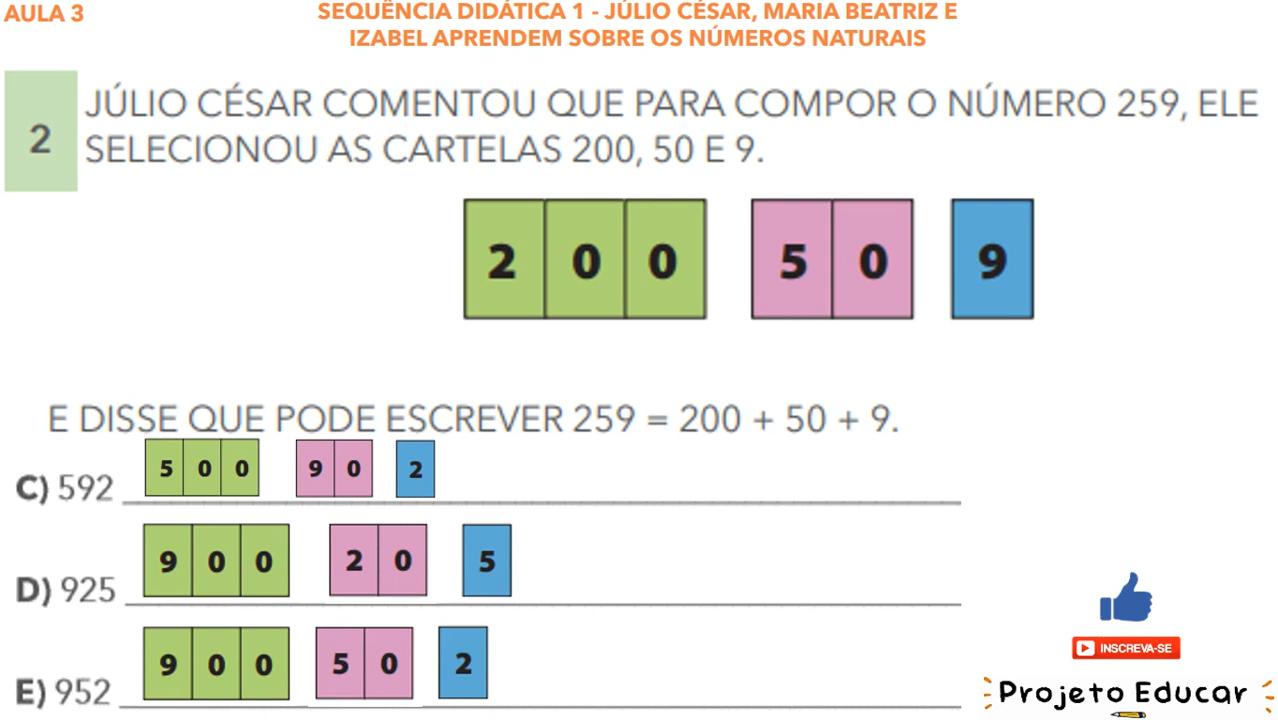 AULA 3
SEQUÊNCIA DIDÁTICA 1 - JÚLIO CÉSAR, MARIA BEATRIZ E
IZABEL APRENDEM SOBRE OS NÚMEROS NATURAIS
2
JÚLIO CÉSAR COMENTOU QUE PARA COMPOR O NÚMERO 259, ELE
SELECIONOU AS CARTELAS 200, 50 E 9.
2 0 0 5 0 9
E DISSE QUE PODE ESCREVER 259 = 200 + 50 + 9.
C) 592 5 0 0 9 0 2
D) 925 9 0 0 2 0 5
E) 952 9 0 0 5 0 2
INSCREVA-SE
Projeto Educar